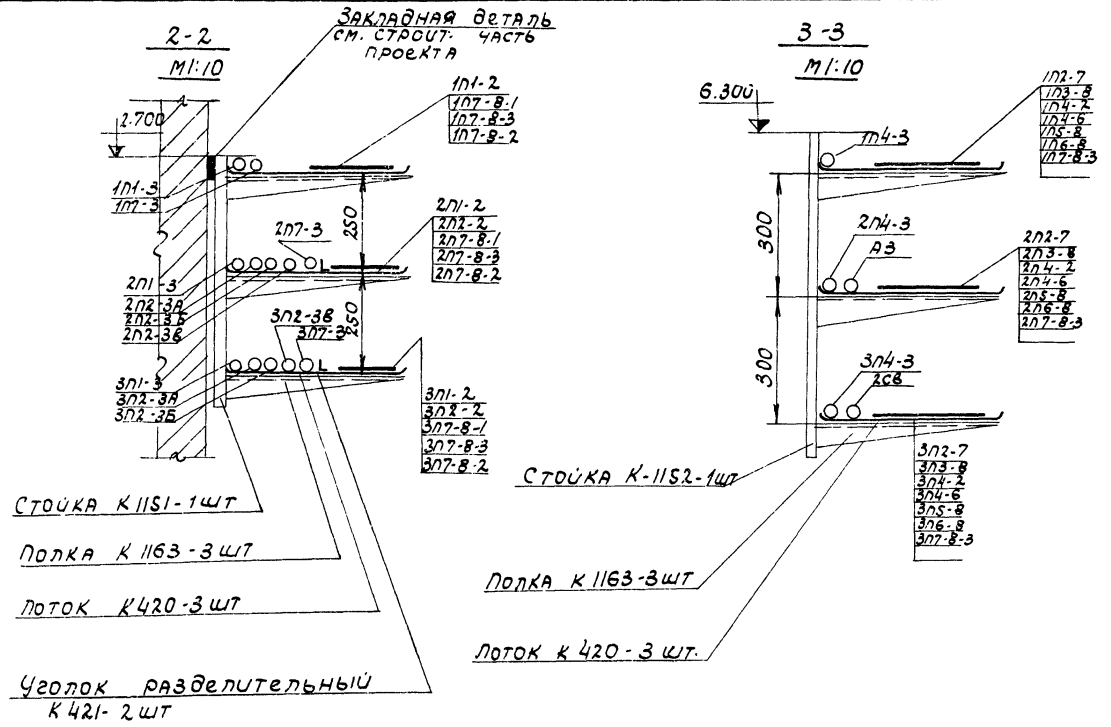 2-2
М1:10
Закладная деталь
см. строит. часть
проекта
2.700
1п1-2
1п7-8-1
1п7-8-3
1п7-8-2
1п1-3
1п7-3
250
2п7-3
2п1-2
2п2-2
2п7-8-1
2п7-8-3
2п7-8-2
2п1-3
2п2-3А
2п2-3Б
2п2-3В
250
3п2-3В
3п7-3
3п1-3
3п2-3А
3п2-3Б
3п1-2
3п2-2
3п7-8-1
3п7-8-3
3п7-8-2
Стойка К1151-1шт
Полка К1163-3шт
Лоток К420-3шт
Уголок разделительный
К421-2шт
3-3
М1:10
6.300
1п4-3
1п2-7
1п3-8
1п4-2
1п4-6
1п5-8
1п6-8
1п7-8-3
300
2п4-3
А3
2п2-7
2п3-8
2п4-2
2п4-6
2п5-8
2п6-8
2п7-8-3
300
3п4-3
2СВ
3п2-7
3п3-8
3п4-2
3п4-6
3п5-8
3п6-8
3п7-8-3
Стойка К-1152-1шт
Полка К1163-3шт
Лоток К420-3шт.